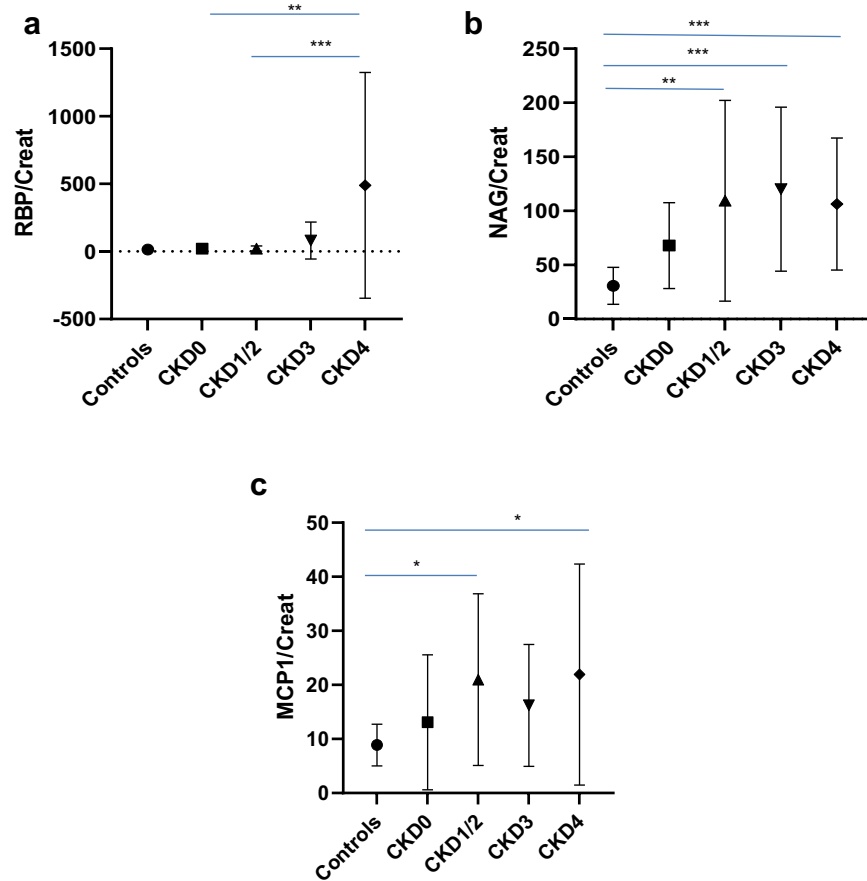 a
**
***
1500
1000
500
0
-500
RBP/Creat
Controls
CKD0
CKD1/2
CKD3
CKD4
b
***
***
**
250
200
150
100
50
0
NAG/Creat
Controls
CKD0
CKD1/2
CKD3
CKD4
c
*
*
50
40
30
20
10
0
MCP1/Creat
Controls
CKD0
CKD1/2
CKD3
CKD4